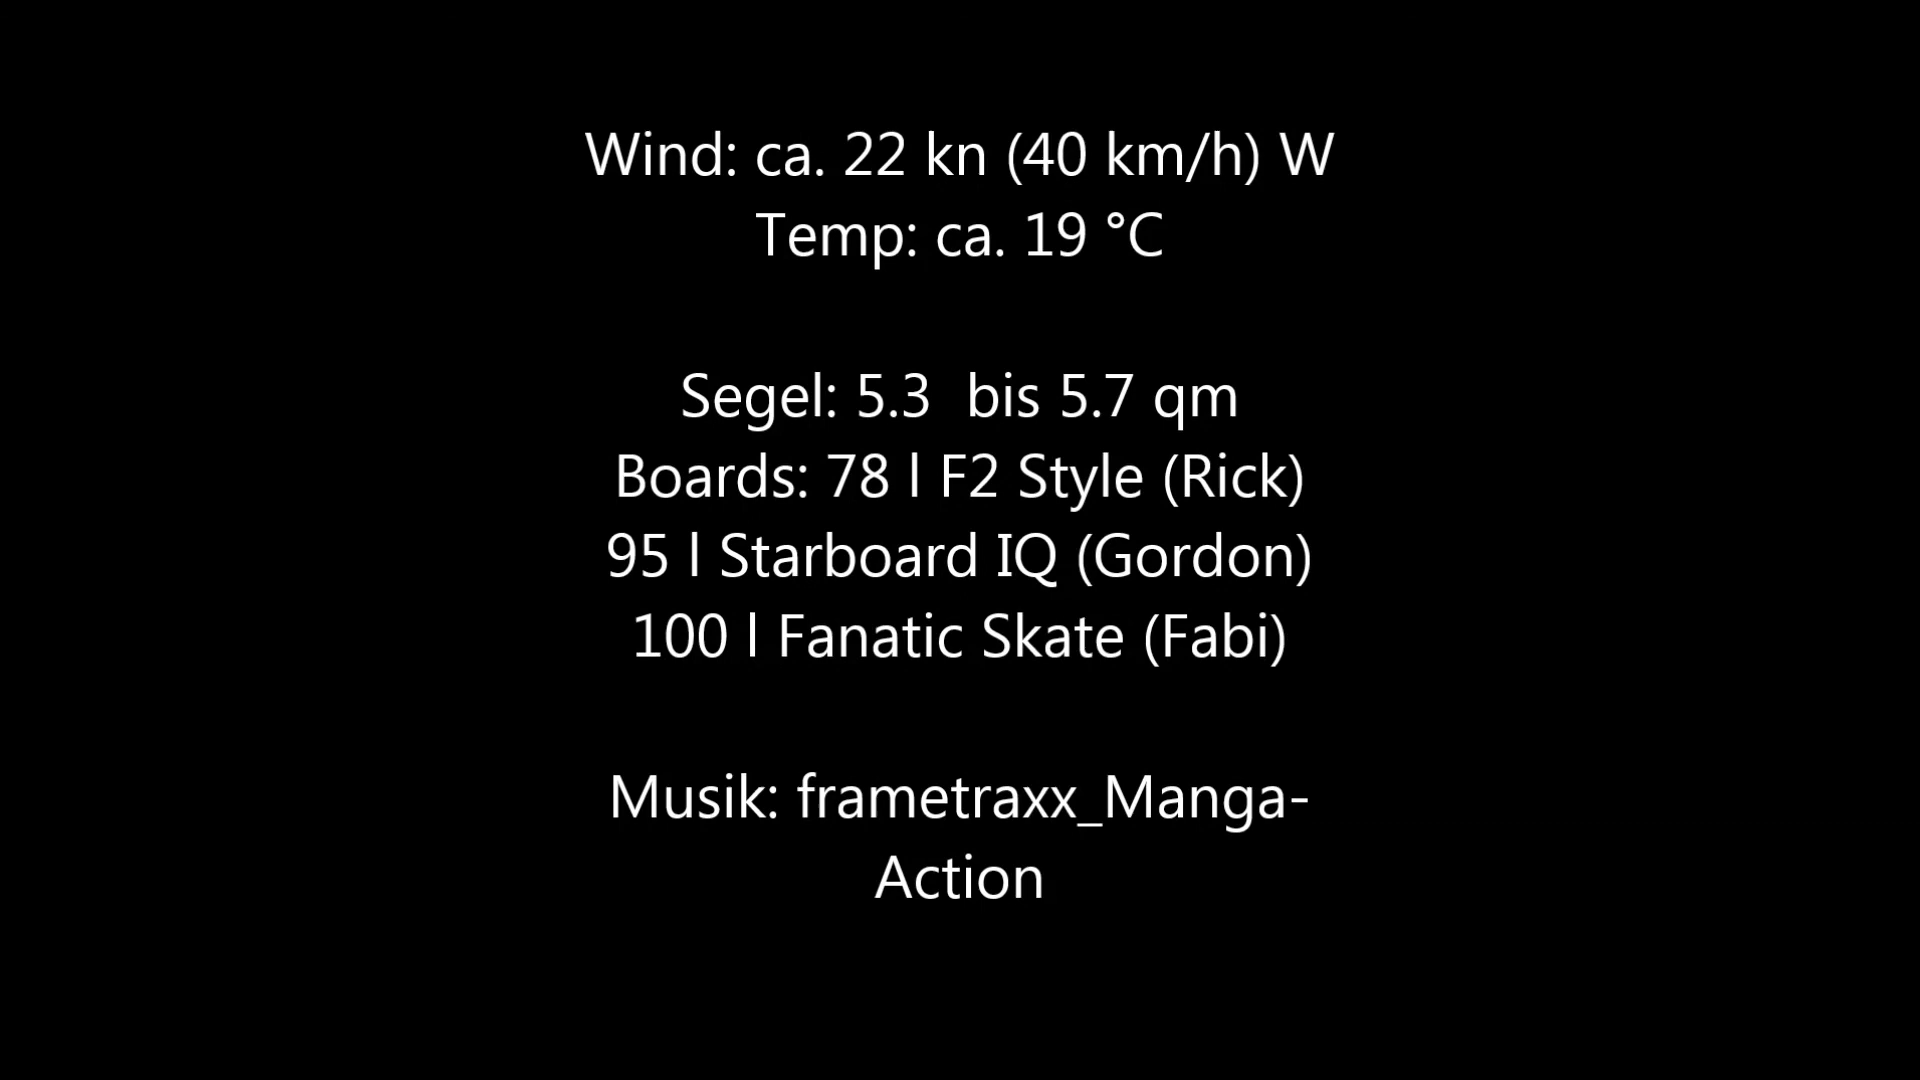 Wind: ca. 22 kn (40 km/h) W
Temp: ca. 19 °C
Segel: 5.3  bis 5.7 qm
Boards: 78 l F2 Style (Rick)
95 l Starboard IQ (Gordon)
100 l Fanatic Skate (Fabi)
Musik: frametraxx_Manga-
Action